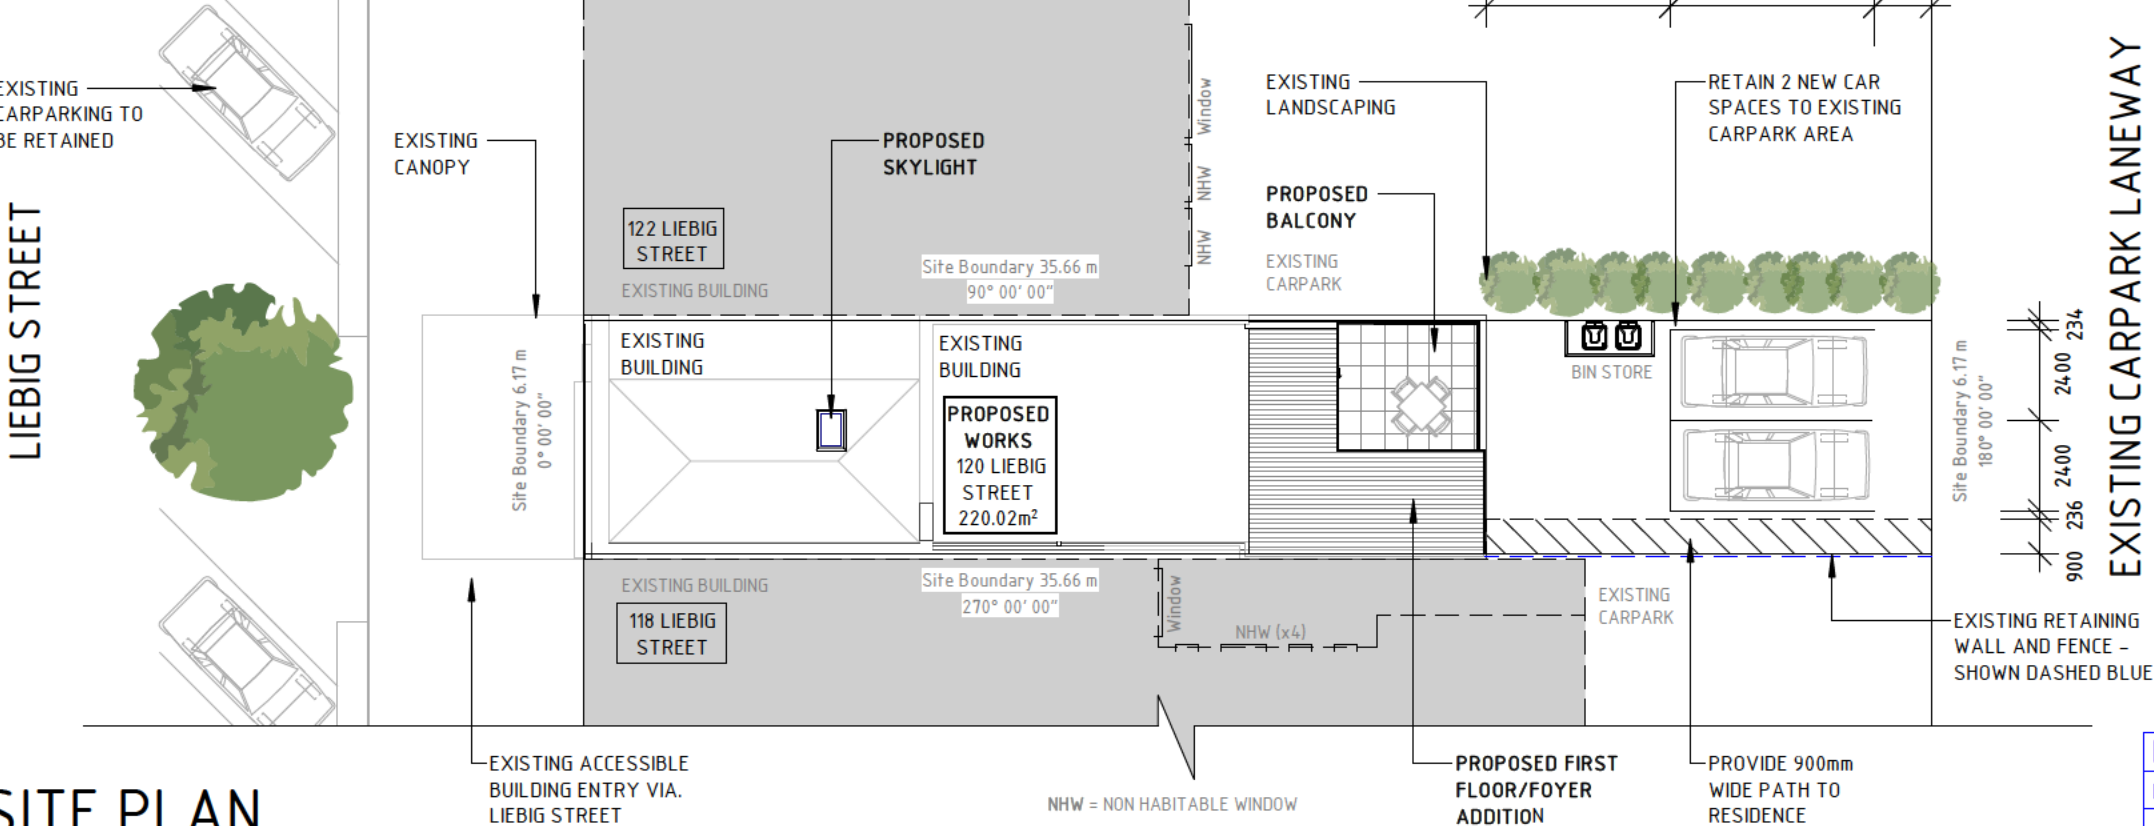 EXISTING
CARPARKING TO
BE RETAINED
LIEBIG STREET
EXISTING
CANOPY
PROPOSED
SKYLIGHT
122 LIEBIG
STREET
EXISTING BUILDING
Site Boundary 35.66 m
90° 00' 00"
Window
NHW
NHW
EXISTING
LANDSCAPING
PROPOSED
BALCONY
EXISTING
CARPARK
RETAIN 2 NEW CAR
SPACES TO EXISTING
CARPARK AREA
EXISTING CARPARK LANEWAY
Site Boundary 6.17 m
0° 00' 00"
EXISTING
BUILDING
EXISTING
BUILDING
PROPOSED
WORKS
120 LIEBIG
STREET
220.02m²
BIN STORE
Site Boundary 6.17 m
180° 00' 00"
234
2400
2400
236
900
EXISTING BUILDING
118 LIEBIG
STREET
Site Boundary 35.66 m
270° 00' 00"
Window
NHW (x4)
EXISTING
CARPARK
EXISTING RETAINING
WALL AND FENCE -
SHOWN DASHED BLUE
EXISTING ACCESSIBLE
BUILDING ENTRY VIA.
LIEBIG STREET
NHW = NON HABITABLE WINDOW
PROPOSED FIRST
FLOOR/FOYER
ADDITION
PROVIDE 900mm
WIDE PATH TO
RESIDENCE
SITE PLAN